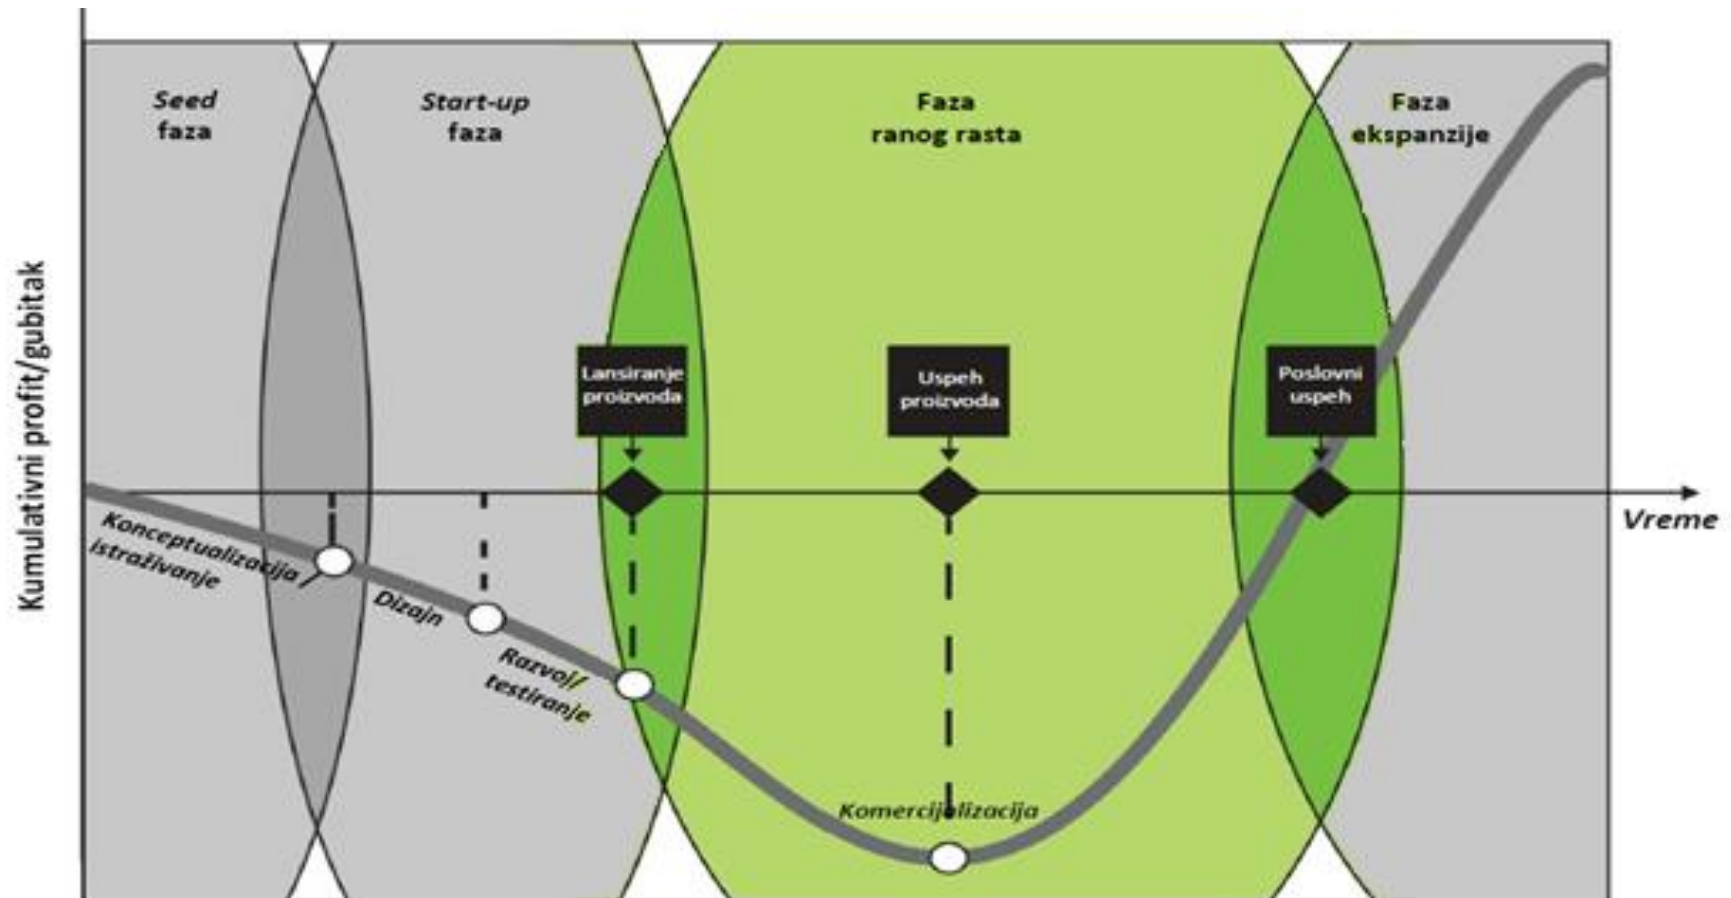 Seed
faza
Start-up
faza
Faza
ranog rasta
Faza
ekspanzije
Kumulativni profit/gubitak
Lansiranje
proizvoda
Uspeh
proizvoda
Poslovni
uspeh
Vreme
Konceptualizacija/
istraživanje
Dizajn
Razvoj/
testiranje
Komercijalizacija